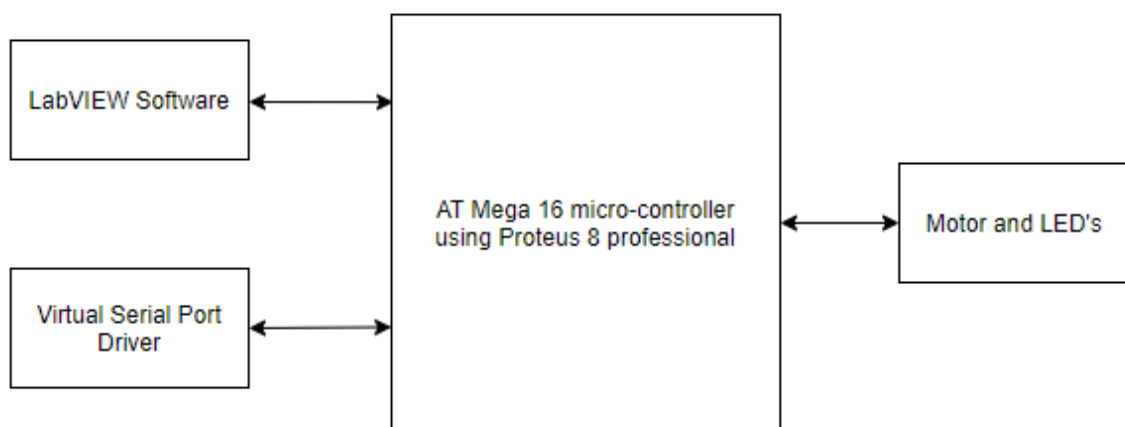 LabVIEW Software
AT Mega 16 micro-controller
using Proteus 8 professional
Motor and LED's
Virtual Serial Port
Driver